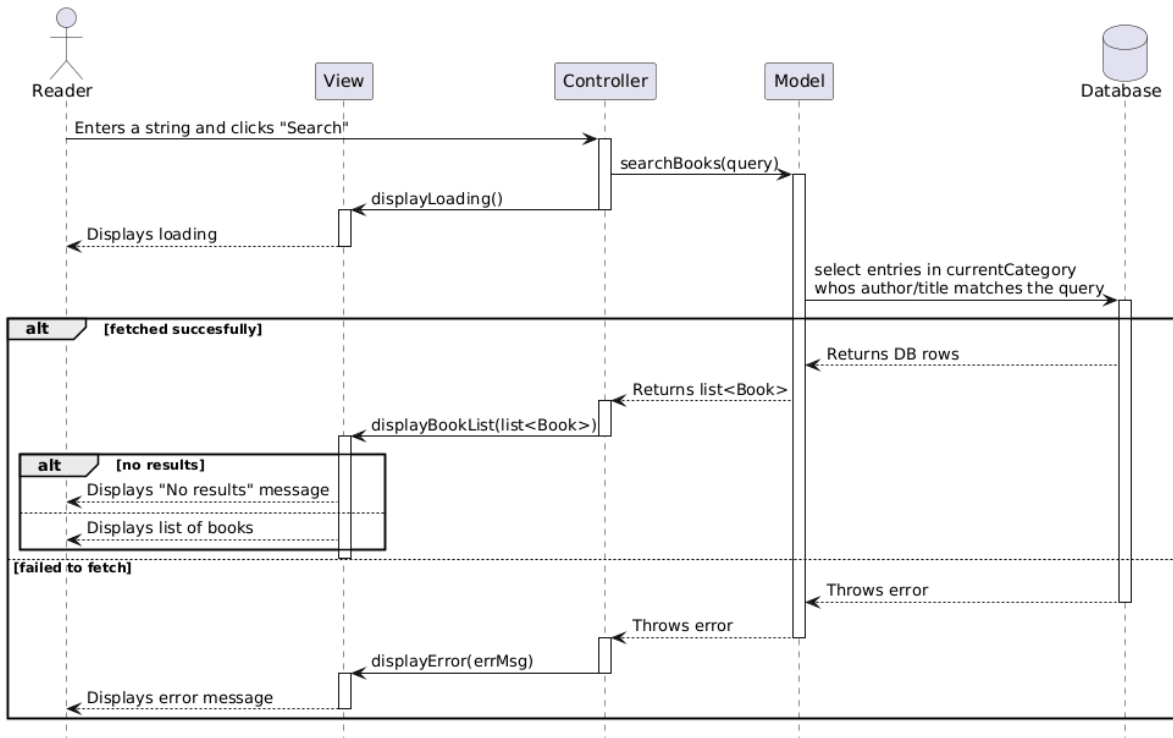 Reader
View
Controller
Model
Database
Enters a string and clicks "Search"
searchBooks(query)
displayLoading()
Displays loading
select entries in currentCategory
whos author/title matches the query
alt [fetched succesfully]
Returns DB rows
Returns list<Book>
displayBookList(list<Book>)
alt [no results]
Displays "No results" message
Displays list of books
[failed to fetch]
Throws error
Throws error
displayError(errMsg)
Displays error message